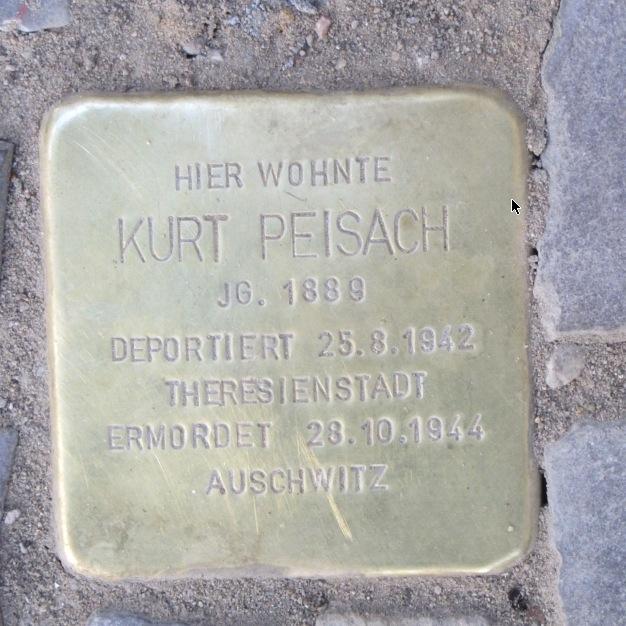 HIER WOHNTE
KURT PEISACH
JG. 1889
DEPORTIERT 25.8.1942
THERESIENSTADT
ERMORDET 28.10.1944
AUSCHWITZ